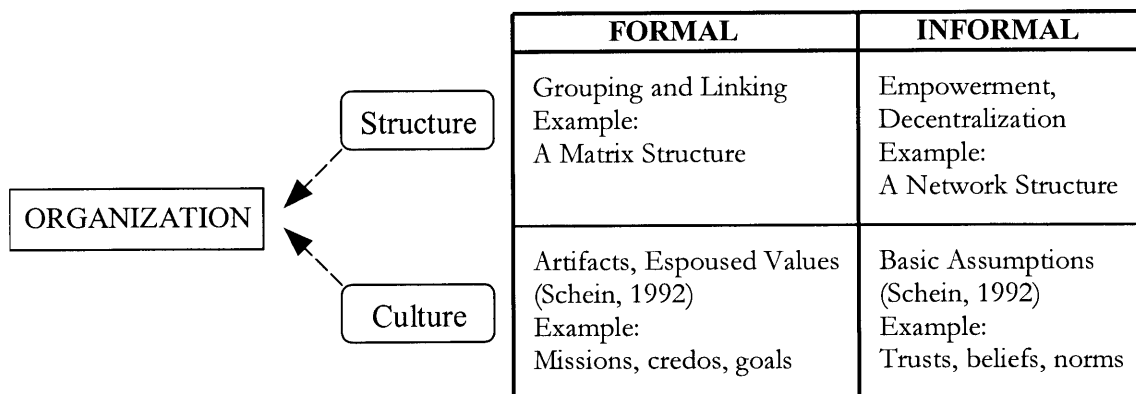 FORMAL
INFORMAL
Structure
Grouping and Linking
Example:
A Matrix Structure
Empowerment,
Decentralization
Example:
A Network Structure
ORGANIZATION
Culture
Artifacts, Espoused Values
(Schein, 1992)
Example:
Missions, credos, goals
Basic Assumptions
(Schein, 1992)
Example:
Trusts, beliefs, norms